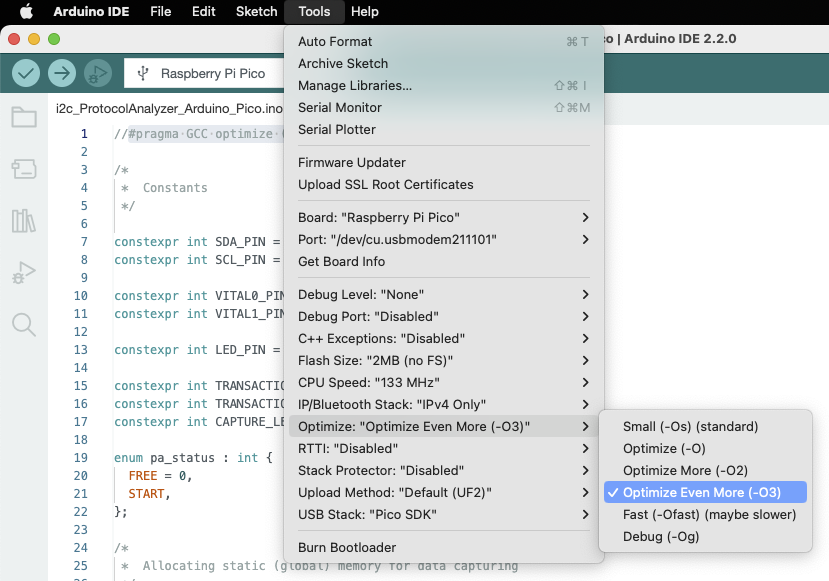 Arduino IDE File Edit Sketch Tools Help
| Arduino IDE 2.2.0
Raspberry Pi Pico
i2c_ProtocolAnalyzer_Arduino_Pico.ino
1 //#pragma GCC optimize (
2
3 /*
4 * Constants
5 */
6
7 constexpr int SDA_PIN =
8 constexpr int SCL_PIN =
9
10 constexpr int VITAL0_PIN
11 constexpr int VITAL1_PIN
12
13 constexpr int LED_PIN =
14
15 constexpr int TRANSACTIO
16 constexpr int TRANSACTIO
17 constexpr int CAPTURE_LE
18
19 enum pa_status : int {
20 FREE = 0,
21 START,
22 };
23
24 /*
25 * Allocating static (global) memory for data capturing
Auto Format ⌘ T
Archive Sketch
Manage Libraries... ⇧⌘ I
Serial Monitor ⇧⌘M
Serial Plotter
Firmware Updater
Upload SSL Root Certificates
Board: "Raspberry Pi Pico"
Port: "/dev/cu.usbmodem211101"
Get Board Info
Debug Level: "None"
Debug Port: "Disabled"
C++ Exceptions: "Disabled"
Flash Size: "2MB (no FS)"
CPU Speed: "133 MHz"
IP/Bluetooth Stack: "IPv4 Only"
Optimize: "Optimize Even More (-O3)"
RTTI: "Disabled"
Stack Protector: "Disabled"
Upload Method: "Default (UF2)"
USB Stack: "Pico SDK"
Burn Bootloader
Small (-Os) (standard)
Optimize (-O)
Optimize More (-O2)
✓ Optimize Even More (-O3)
Fast (-Ofast) (maybe slower)
Debug (-Og)